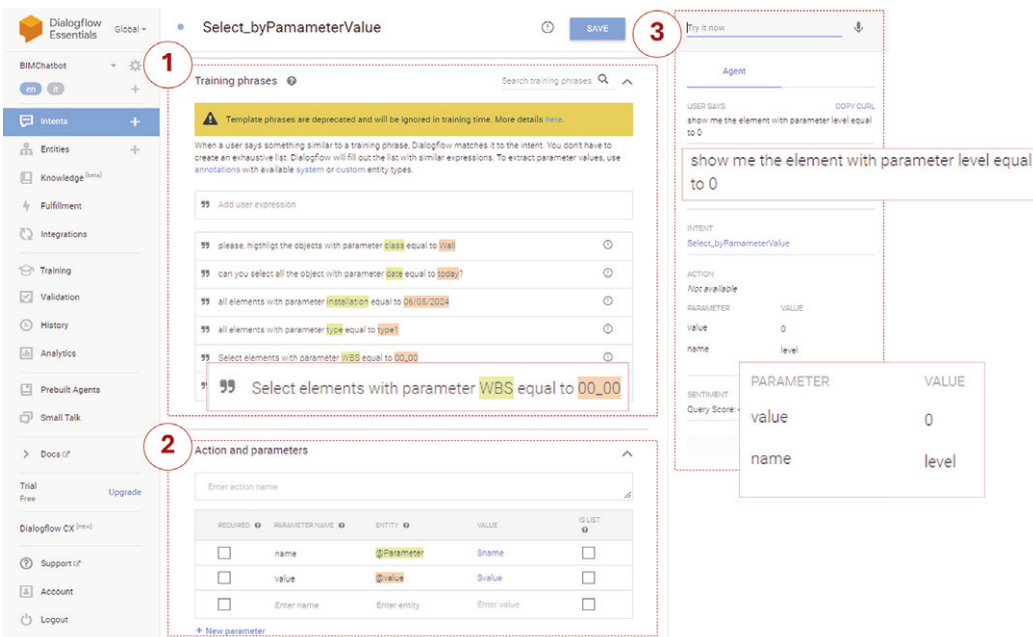 Dialogflow
Essentials
Global
BIMChatbot
en
it
Intents
Entities
Knowledge [beta]
Fulfillment
Integrations
Training
Validation
History
Analytics
Prebuilt Agents
Small Talk
Docs
Trial
Free
Upgrade
Dialogflow CX [new]
Support
Account
Logout
Select_byPamameterValue
SAVE
1
Training phrases
Search training phrases
Template phrases are deprecated and will be ignored in training time. More details here.
When a user says something similar to a training phrase, Dialogflow matches it to the intent. You don't have to
create an exhaustive list. Dialogflow will fill out the list with similar expressions. To extract parameter values, use
annotations with available system or custom entity types.
Add user expression
please, higthligt the objects with parameter class equal to Wall
can you select all the object with parameter date equal to today?
all elements with parameter Installation equal to 06/05/2024
all elements with parameter type equal to type1
Select elements with parameter WBS equal to 00_00
Select elements with parameter WBS equal to 00_00
2
Action and parameters
Enter action name
REQUIRED PARAMETER NAME ENTITY VALUE IS LIST
name @Parameter $name
value @value $value
Enter name Enter entity Enter value
+ New parameter
3
Try it now
Agent
USER SAYS COPY CURL
show me the element with parameter level equal
to 0
show me the element with parameter level equal
to 0
INTENT
Select_byPamameterValue
ACTION
Not available
PARAMETER VALUE
value 0
name level
SENTIMENT
Query Score:
PARAMETER VALUE
value 0
name level